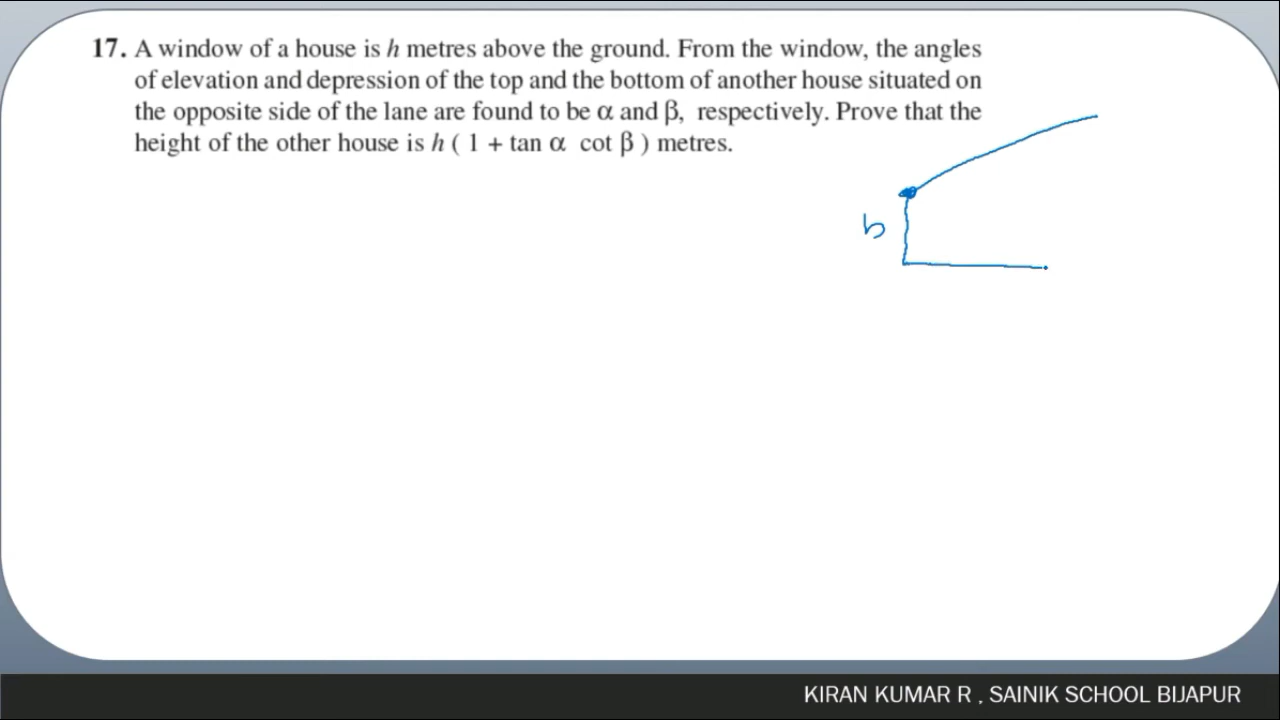 17. A window of a house is h metres above the ground. From the window, the angles
of elevation and depression of the top and the bottom of another house situated on
the opposite side of the lane are found to be α and β, respectively. Prove that the
height of the other house is h ( 1 + tan α cot β ) metres.
h
KIRAN KUMAR R , SAINIK SCHOOL BIJAPUR